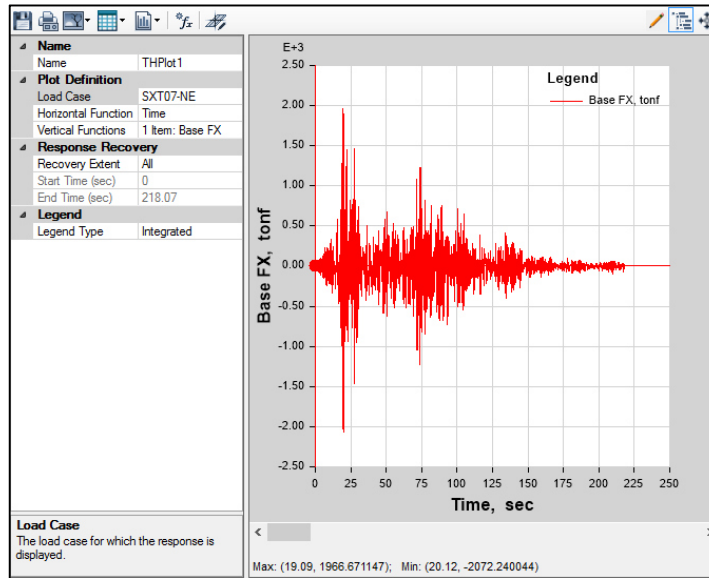 Name
Name THPlot1
Plot Definition
Load Case SXT07-NE
Horizontal Function Time
Vertical Functions 1 Item: Base FX
Response Recovery
Recovery Extent All
Start Time (sec) 0
End Time (sec) 218.07
Legend
Legend Type Integrated
Load Case
The load case for which the response is
displayed.
E+3
Legend
Base FX, tonf
2.50
2.00
1.50
1.00
0.50
0.00
-0.50
-1.00
-1.50
-2.00
-2.50
Base FX, tonf
0 25 50 75 100 125 150 175 200 225 250
Time, sec
Max: (19.09, 1966.671147); Min: (20.12, -2072.240044)